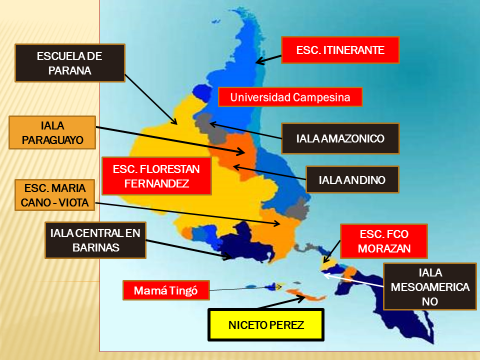 ESCUELA DE
PARANA
ESC. ITINERANTE
Universidad Campesina
IALA
PARAGUAYO
IALA AMAZONICO
ESC. FLORESTAN
FERNANDEZ
IALA ANDINO
ESC. MARIA
CANO - VIOTA
IALA CENTRAL EN
BARINAS
ESC. FCO
MORAZAN
IALA
MESOAMERICA
NO
Mamá Tingó
NICETO PEREZ